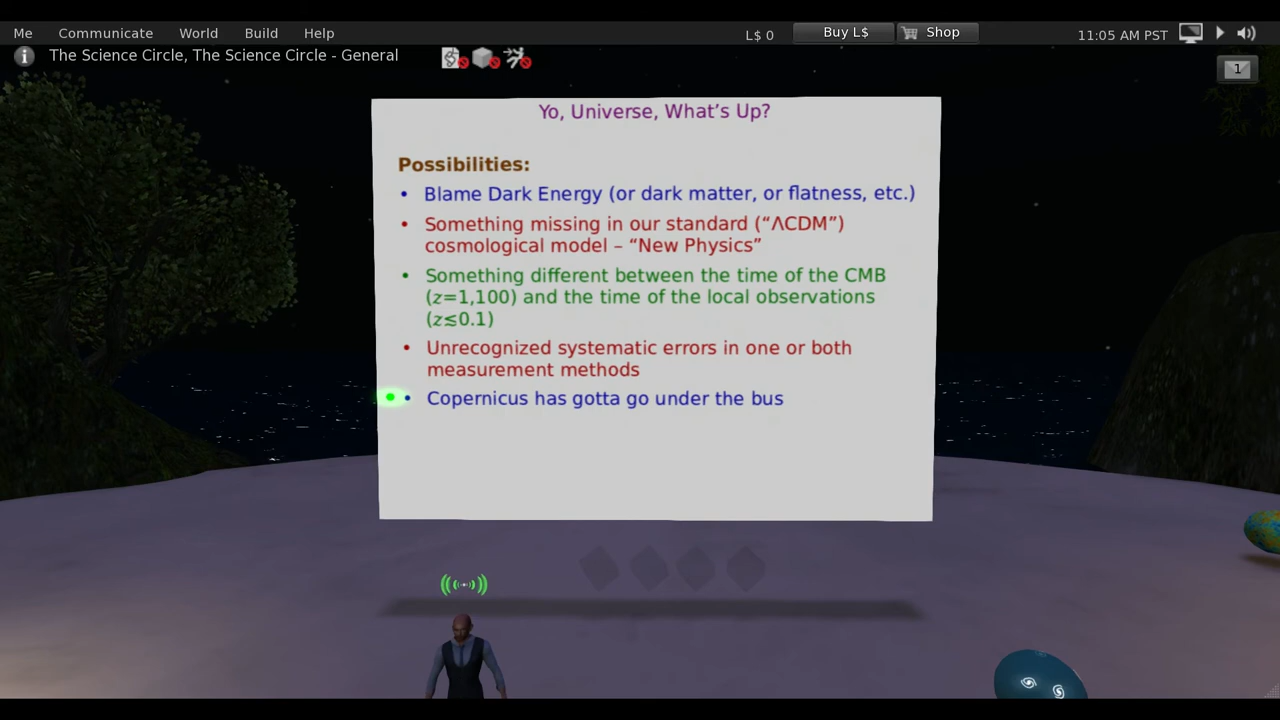 Me Communicate World Build Help L$ 0 Buy L$ Shop 11:05 AM PST
The Science Circle, The Science Circle - General
1
Yo, Universe, What's Up?
Possibilities:
• Blame Dark Energy (or dark matter, or flatness, etc.)
• Something missing in our standard (“ΛCDM”)
cosmological model – “New Physics”
• Something different between the time of the CMB
(z=1,100) and the time of the local observations
(z≤0.1)
• Unrecognized systematic errors in one or both
measurement methods
• Copernicus has gotta go under the bus